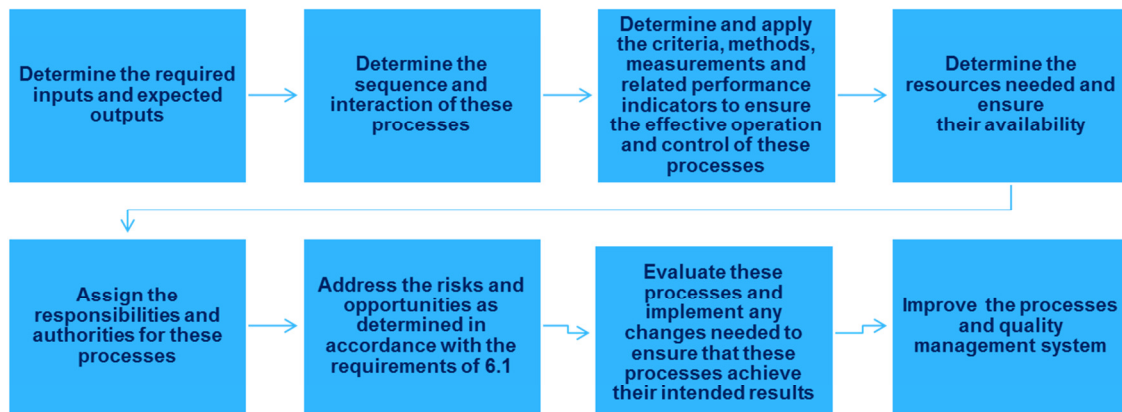 Determine the required
inputs and expected
outputs
Determine the
sequence and
interaction of these
processes
Determine and apply
the criteria, methods,
measurements and
related performance
indicators to ensure
the effective operation
and control of these
processes
Determine the
resources needed and
ensure
their availability
Assign the
responsibilities and
authorities for these
processes
Address the risks and
opportunities as
determined in
accordance with the
requirements of 6.1
Evaluate these
processes and
implement any
changes needed to
ensure that these
processes achieve
their intended results
Improve the processes
and quality
management system